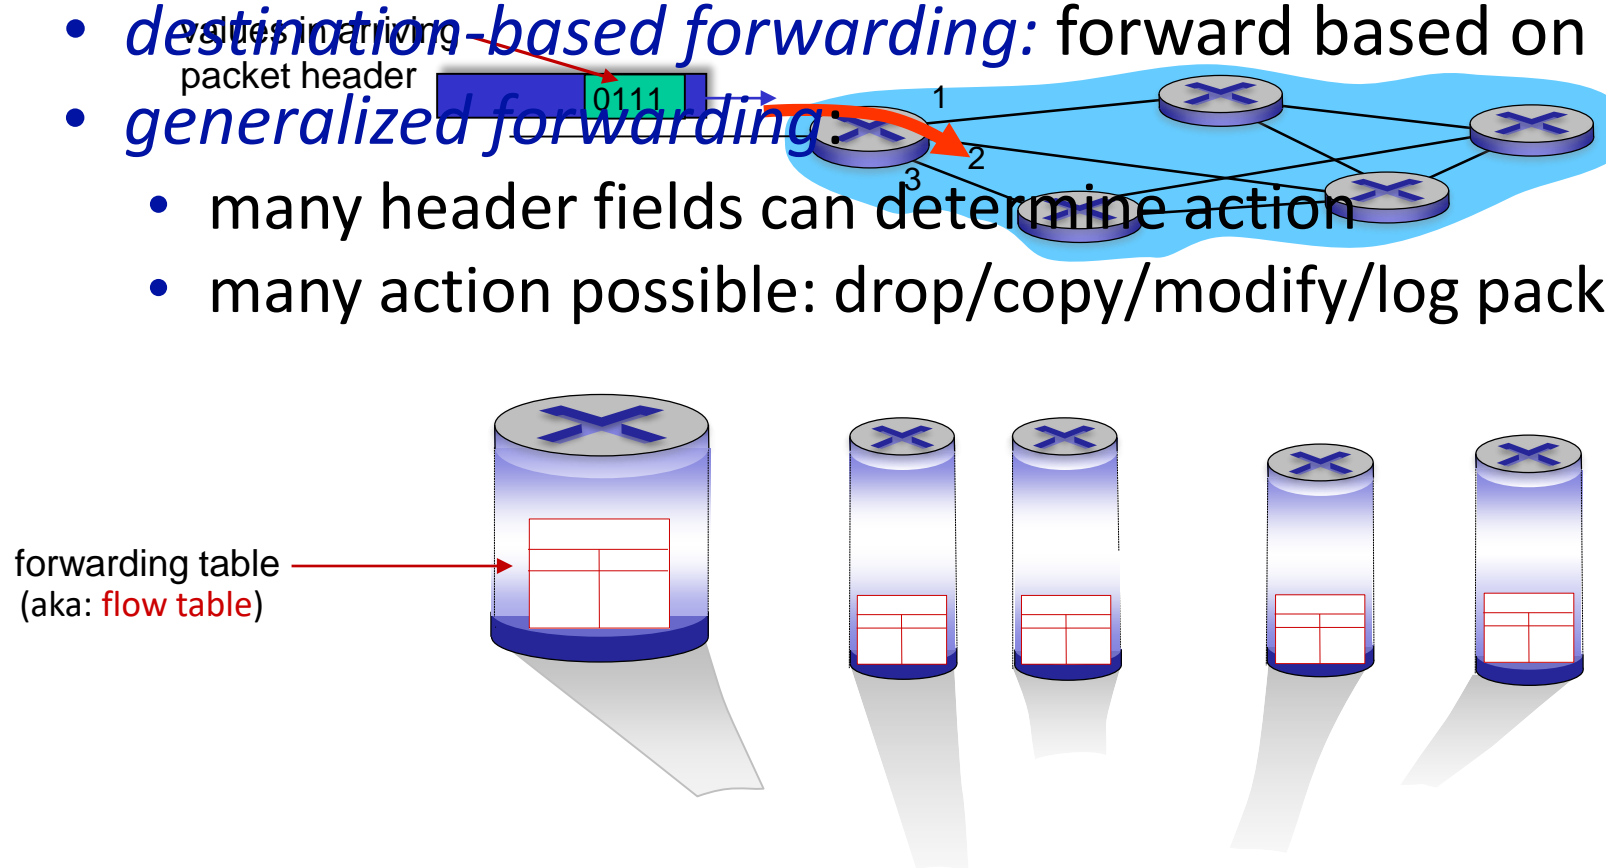 • destination-based forwarding: forward based on
values in arriving
packet header
0111
• generalized forwarding:
1
2
3
• many header fields can determine action
• many action possible: drop/copy/modify/log pack
forwarding table
(aka: flow table)